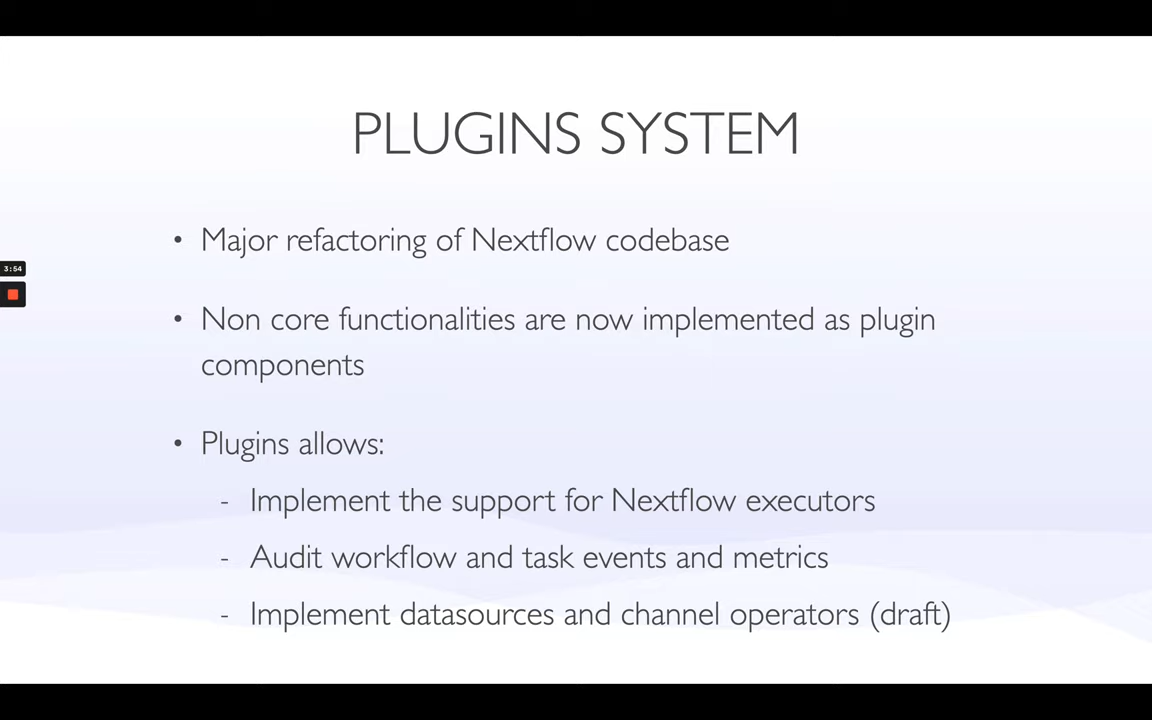 PLUGINS SYSTEM
• Major refactoring of Nextflow codebase
3:54
• Non core functionalities are now implemented as plugin
components
• Plugins allows:
- Implement the support for Nextflow executors
- Audit workflow and task events and metrics
- Implement datasources and channel operators (draft)